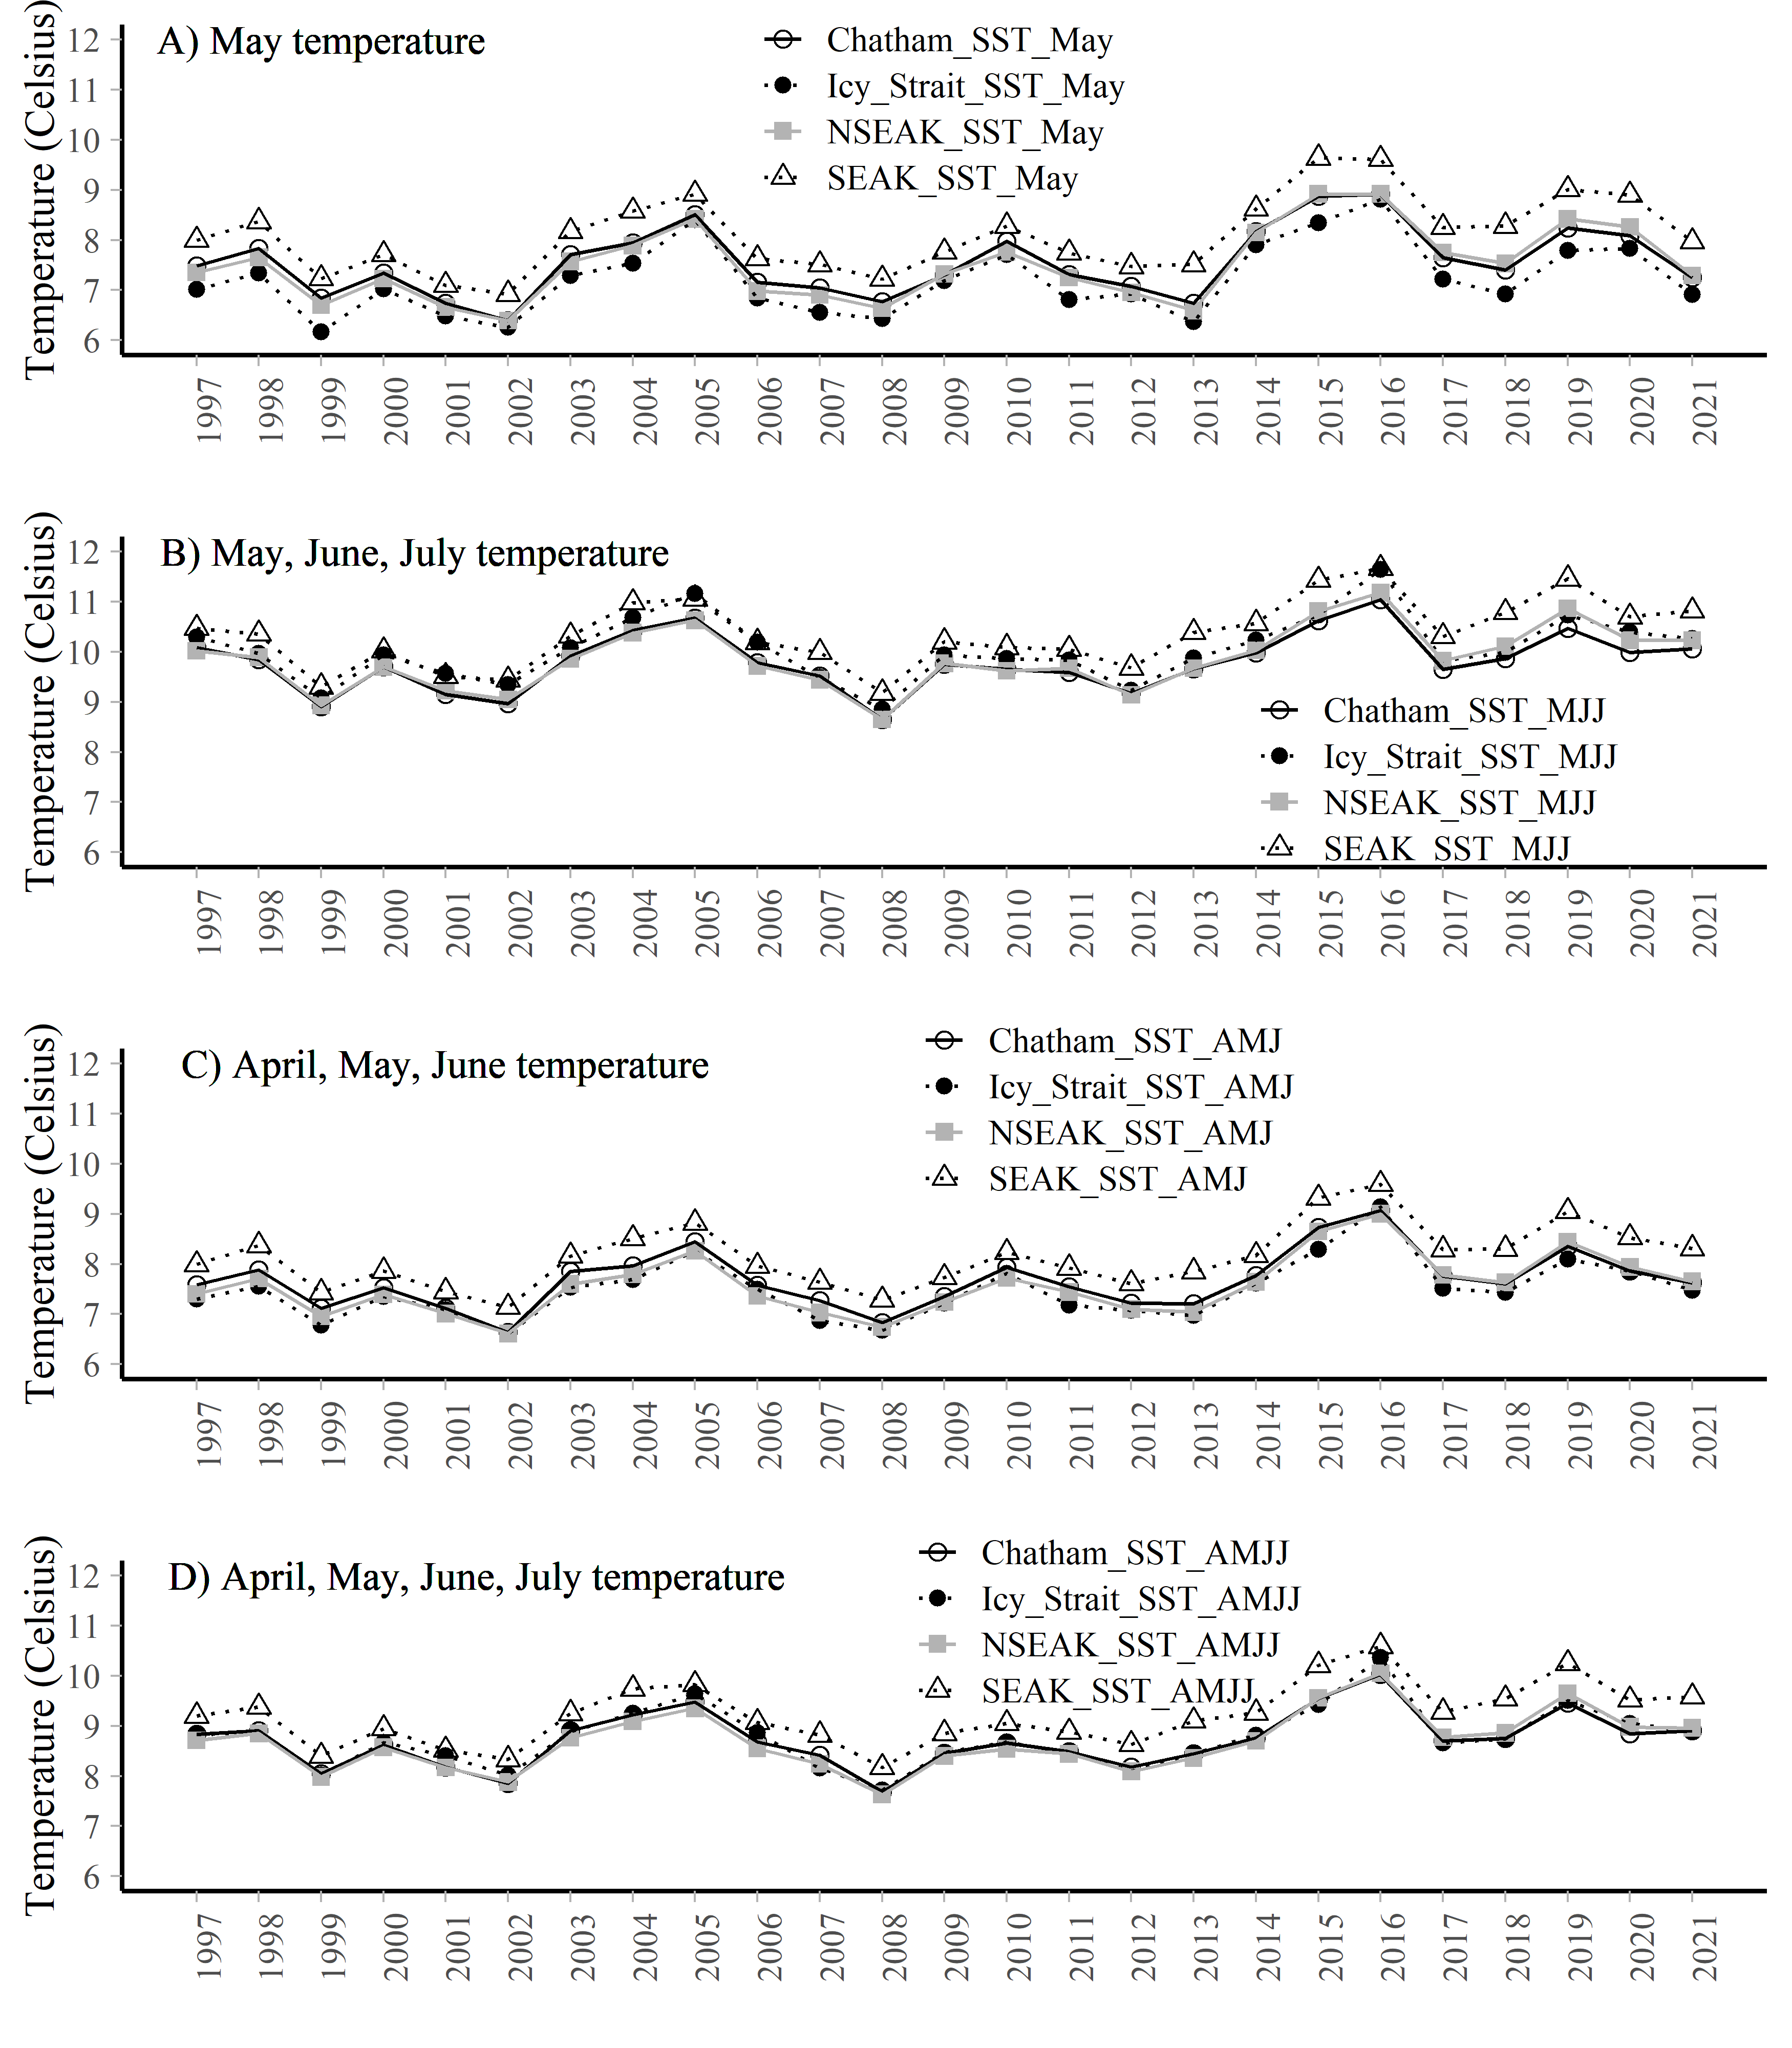 A) May temperature
Chatham_SST_May
Icy_Strait_SST_May
NSEAK_SST_May
SEAK_SST_May
Temperature (Celsius)
12
11
10
9
8
7
6
1997 1998 1999 2000 2001 2002 2003 2004 2005 2006 2007 2008 2009 2010 2011 2012 2013 2014 2015 2016 2017 2018 2019 2020 2021
B) May, June, July temperature
Temperature (Celsius)
12
11
10
9
8
7
6
Chatham_SST_MJJ
Icy_Strait_SST_MJJ
NSEAK_SST_MJJ
SEAK_SST_MJJ
1997 1998 1999 2000 2001 2002 2003 2004 2005 2006 2007 2008 2009 2010 2011 2012 2013 2014 2015 2016 2017 2018 2019 2020 2021
C) April, May, June temperature
Chatham_SST_AMJ
Icy_Strait_SST_AMJ
NSEAK_SST_AMJ
SEAK_SST_AMJ
Temperature (Celsius)
12
11
10
9
8
7
6
1997 1998 1999 2000 2001 2002 2003 2004 2005 2006 2007 2008 2009 2010 2011 2012 2013 2014 2015 2016 2017 2018 2019 2020 2021
D) April, May, June, July temperature
Chatham_SST_AMJJ
Icy_Strait_SST_AMJJ
NSEAK_SST_AMJJ
SEAK_SST_AMJJ
Temperature (Celsius)
12
11
10
9
8
7
6
1997 1998 1999 2000 2001 2002 2003 2004 2005 2006 2007 2008 2009 2010 2011 2012 2013 2014 2015 2016 2017 2018 2019 2020 2021